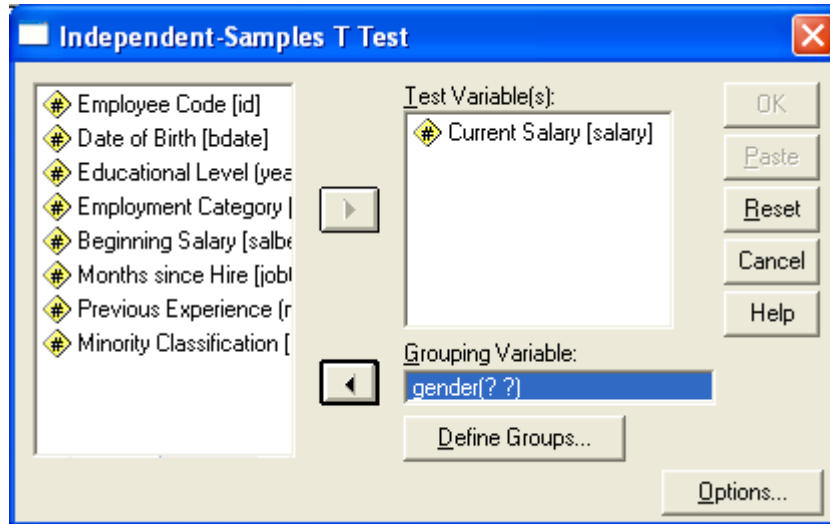 Independent-Samples T Test
Employee Code [id]
Date of Birth [bdate]
Educational Level (yea
Employment Category [
Beginning Salary [salbe
Months since Hire [job
Previous Experience (r
Minority Classification [
Test Variable(s):
Current Salary [salary]
Grouping Variable:
gender(? ?)
Define Groups...
OK
Paste
Reset
Cancel
Help
Options...